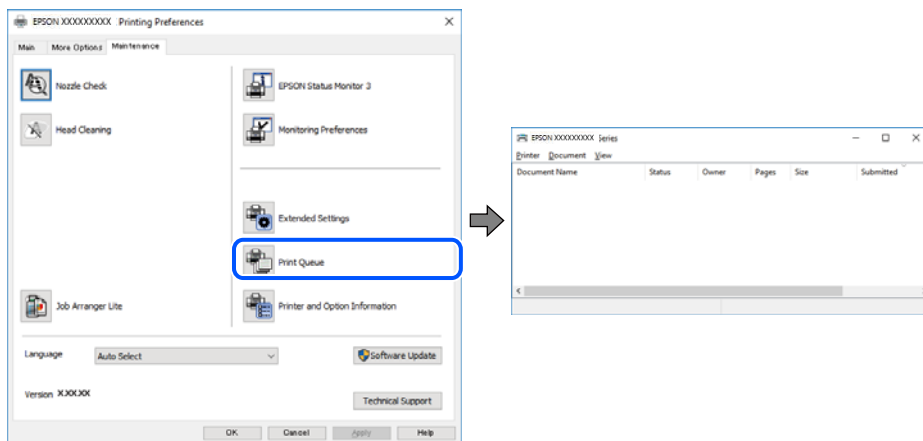 EPSON XXXXXXXXX Printing Preferences
Main More Options Maintenance
Nozzle Check
EPSON Status Monitor 3
Head Cleaning
Monitoring Preferences
Extended Settings
Print Queue
Job Arranger Lite
Printer and Option Information
Language Auto Select Software Update
Version X.XX.XX
Technical Support
OK Cancel Apply Help
EPSON XXXXXXXXX Series
Printer Document View
Document Name Status Owner Pages Size Submitted